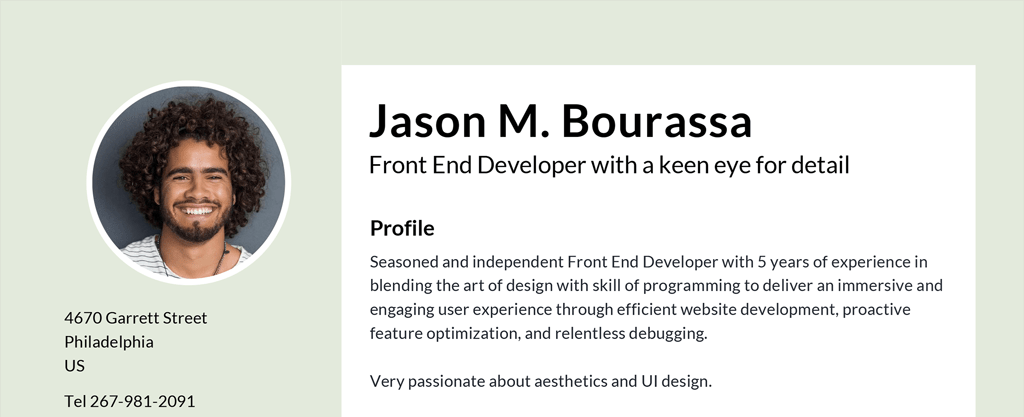 Jason M. Bourassa
Front End Developer with a keen eye for detail
Profile
Seasoned and independent Front End Developer with 5 years of experience in
blending the art of design with skill of programming to deliver an immersive and
engaging user experience through efficient website development, proactive
feature optimization, and relentless debugging.
Very passionate about aesthetics and UI design.
4670 Garrett Street
Philadelphia
US
Tel 267-981-2091